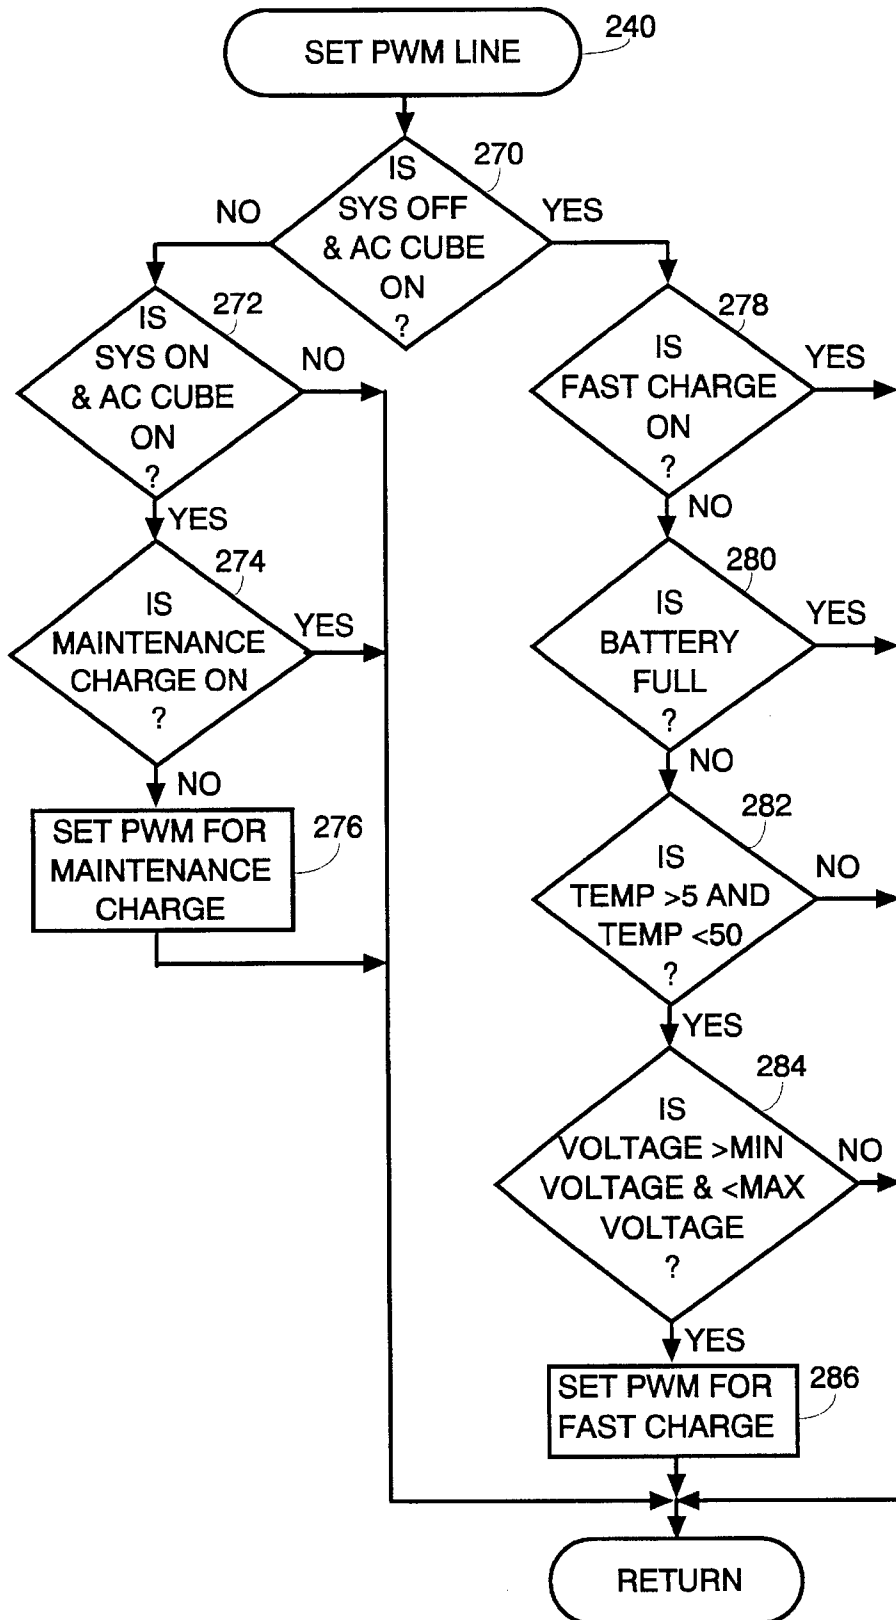 SET PWM LINE
240
IS
SYS OFF
& AC CUBE
ON
?
270
NO
YES
IS
SYS ON
& AC CUBE
ON
?
272
NO
YES
IS
MAINTENANCE
CHARGE ON
?
274
YES
NO
SET PWM FOR
MAINTENANCE
CHARGE
276
IS
FAST CHARGE
ON
?
278
YES
NO
IS
BATTERY
FULL
?
280
YES
NO
IS
TEMP >5 AND
TEMP <50
?
282
NO
YES
IS
VOLTAGE >MIN
VOLTAGE & <MAX
VOLTAGE
?
284
NO
YES
SET PWM FOR
FAST CHARGE
286
RETURN